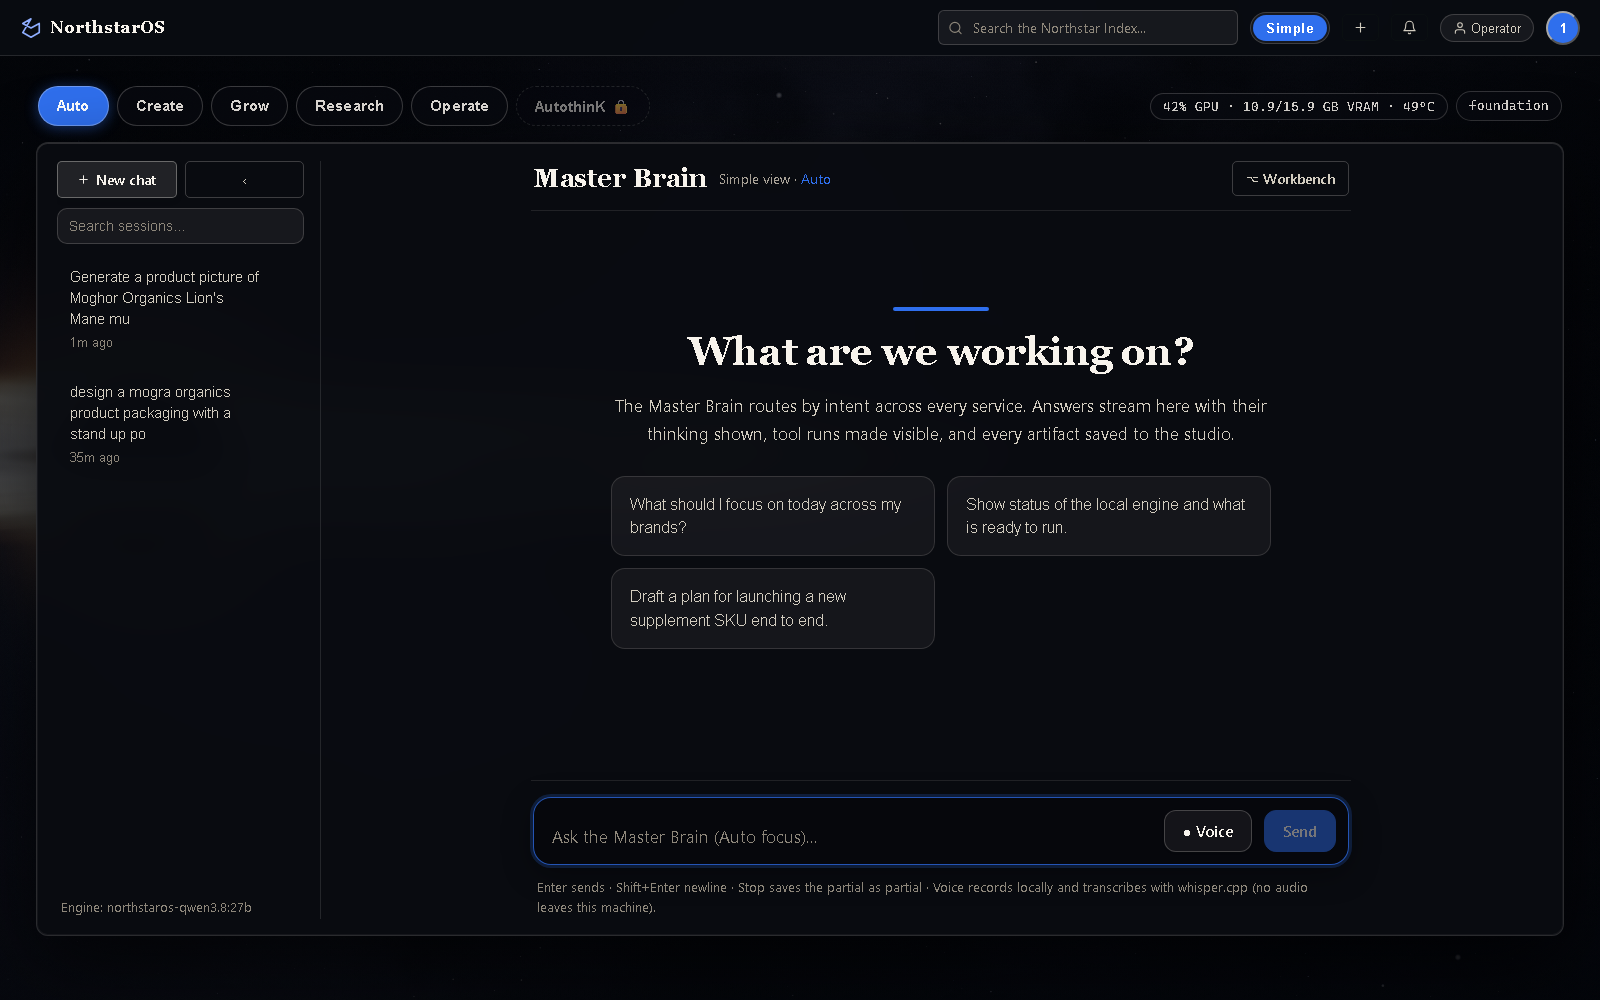 NorthstarOS
Search the Northstar Index...
Simple
+
Operator
1
Auto
Create
Grow
Research
Operate
AutothinK
42% GPU · 10.9/15.9 GB VRAM · 49°C
foundation
+ New chat
‹
Search sessions...
Generate a product picture of
Moghor Organics Lion's
Mane mu
1m ago
design a mogra organics
product packaging with a
stand up po
35m ago
Engine: northstaros-qwen3.8:27b
Master Brain
Simple view · Auto
⌥ Workbench
What are we working on?
The Master Brain routes by intent across every service. Answers stream here with their
thinking shown, tool runs made visible, and every artifact saved to the studio.
What should I focus on today across my
brands?
Show status of the local engine and what
is ready to run.
Draft a plan for launching a new
supplement SKU end to end.
Ask the Master Brain (Auto focus)...
● Voice
Send
Enter sends · Shift+Enter newline · Stop saves the partial as partial · Voice records locally and transcribes with whisper.cpp (no audio
leaves this machine).